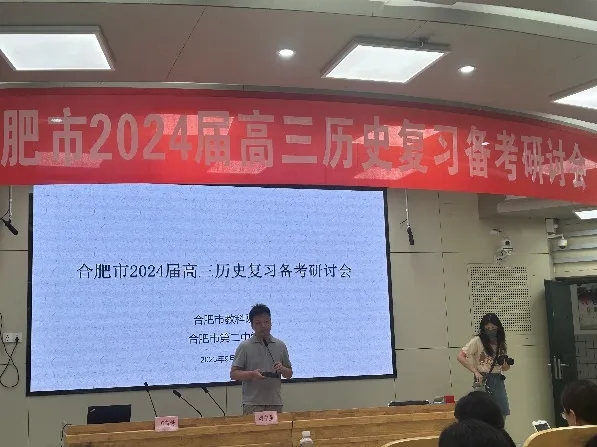 肥市2024届高三历史复习备考研讨会
合肥市2024届高三历史复习备考研讨会
合肥市教科
合肥市第二中